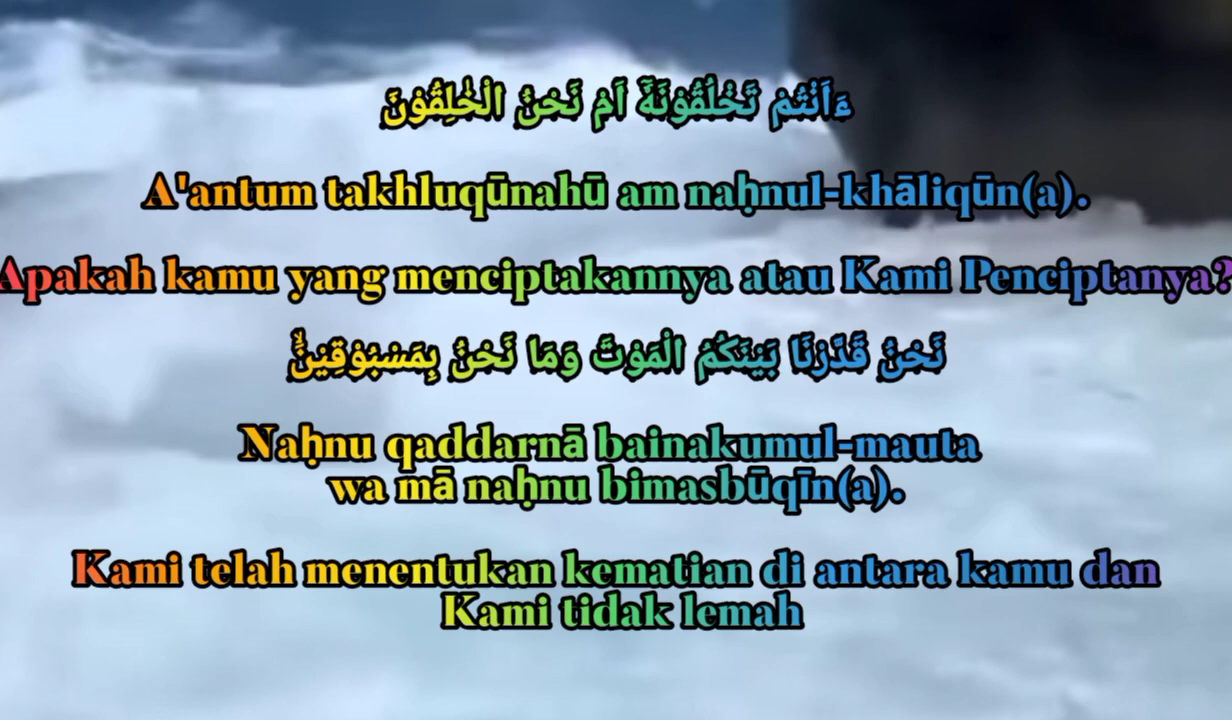 ءَاَنْتُمْ تَخْلُقُوْنَهٗٓ اَمْ نَحْنُ الْخٰلِقُوْنَ
A'antum takhluqūnahū am naḥnul-khāliqūn(a).
Apakah kamu yang menciptakannya atau Kami Penciptanya?
نَحْنُ قَدَّرْنَا بَيْنَكُمُ الْمَوْتَ وَمَا نَحْنُ بِمَسْبُوْقِيْنَۙ
Naḥnu qaddarnā bainakumul-mauta
wa mā naḥnu bimasbūqīn(a).
Kami telah menentukan kematian di antara kamu dan
Kami tidak lemah